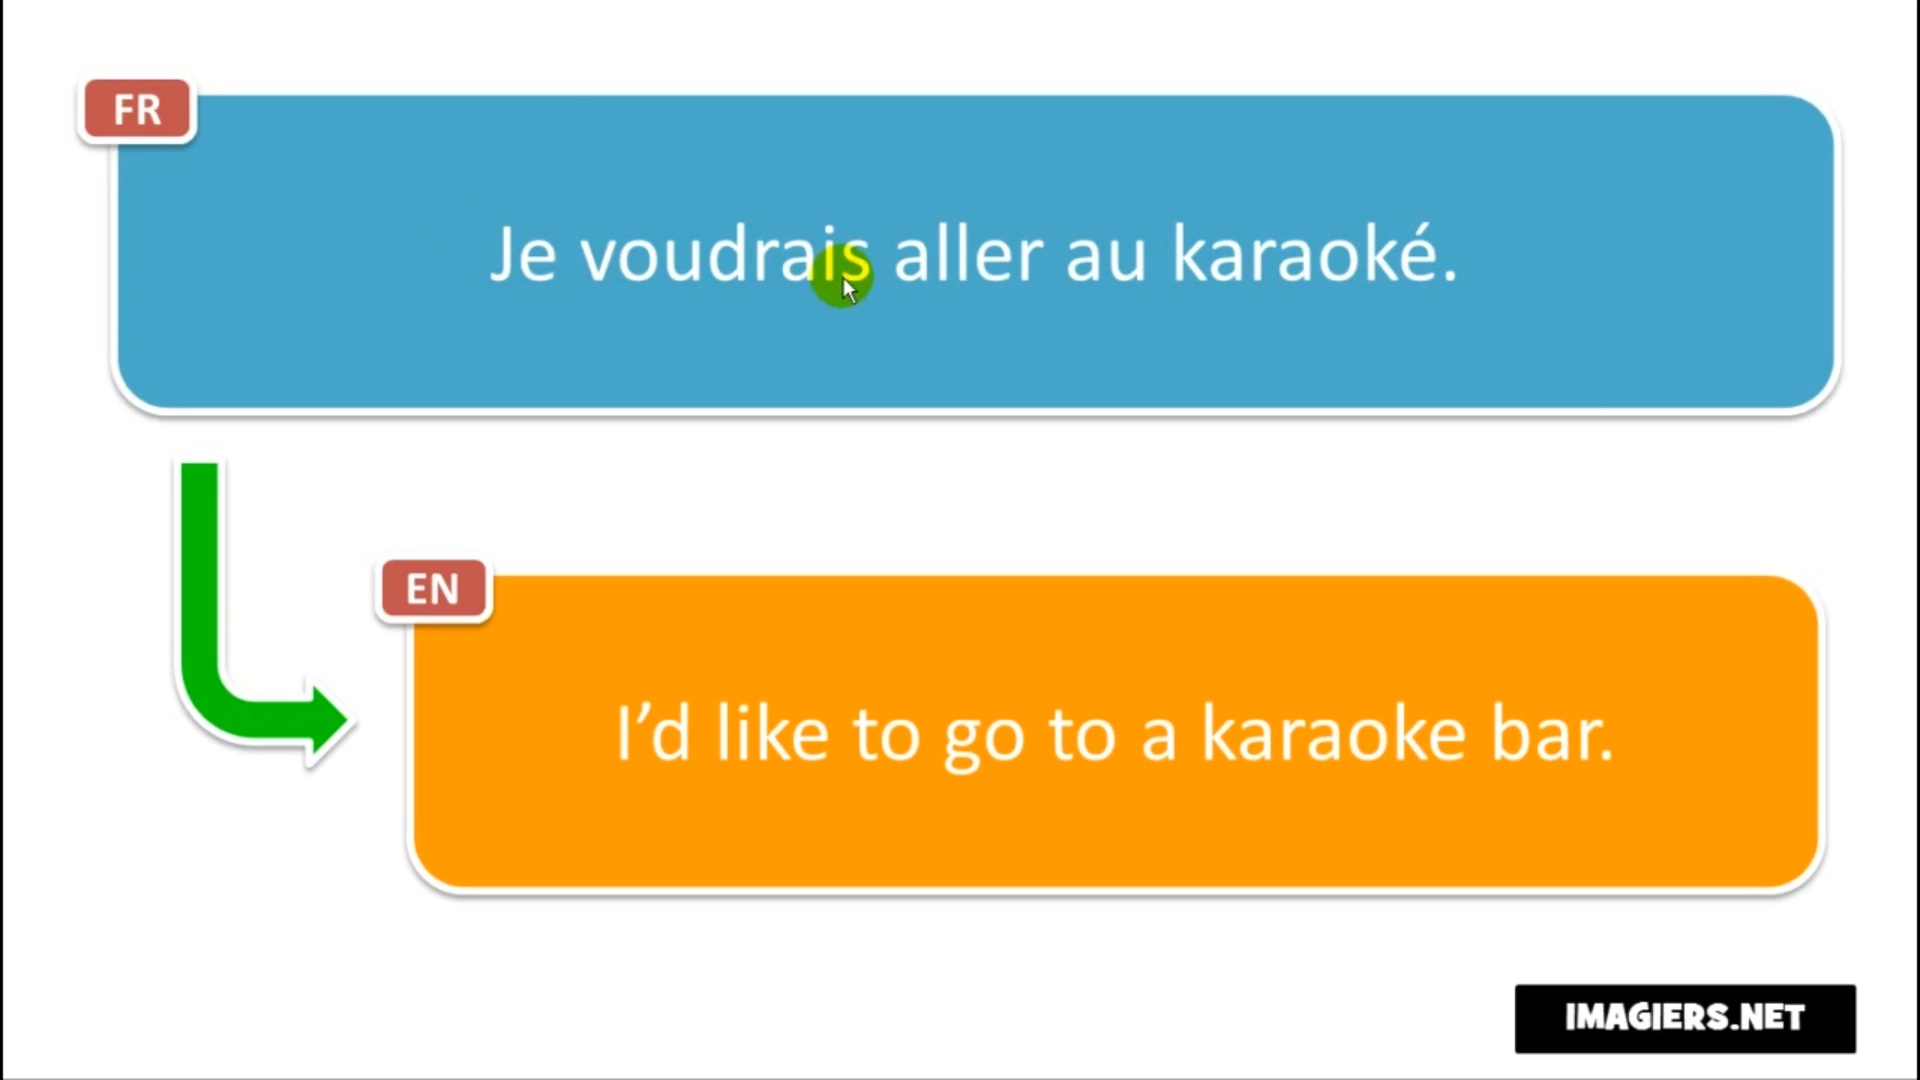 FR
Je voudrais aller au karaoké.
EN
I’d like to go to a karaoke bar.
IMAGIERS.NET